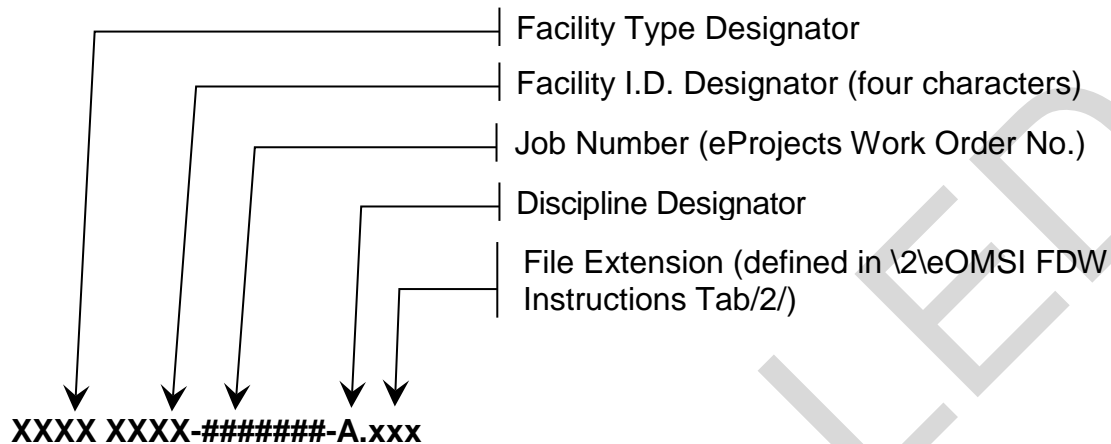 Facility Type Designator
Facility I.D. Designator (four characters)
Job Number (eProjects Work Order No.)
Discipline Designator
File Extension (defined in \2\eOMSI FDW
Instructions Tab/2/)
XXXX XXXX-#######-A.xxx
LED